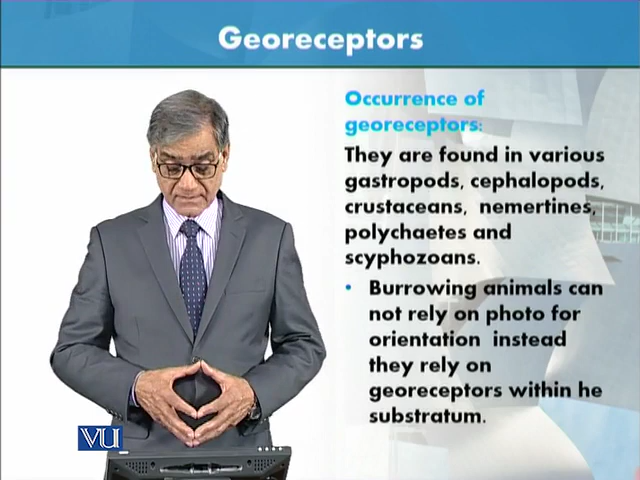 Georeceptors
Occurrence of
georeceptors:
They are found in various
gastropods, cephalopods,
crustaceans, nemertines,
polychaetes and
scyphozoans.
• Burrowing animals can
not rely on photo for
orientation instead
they rely on
georeceptors within he
substratum.
VU